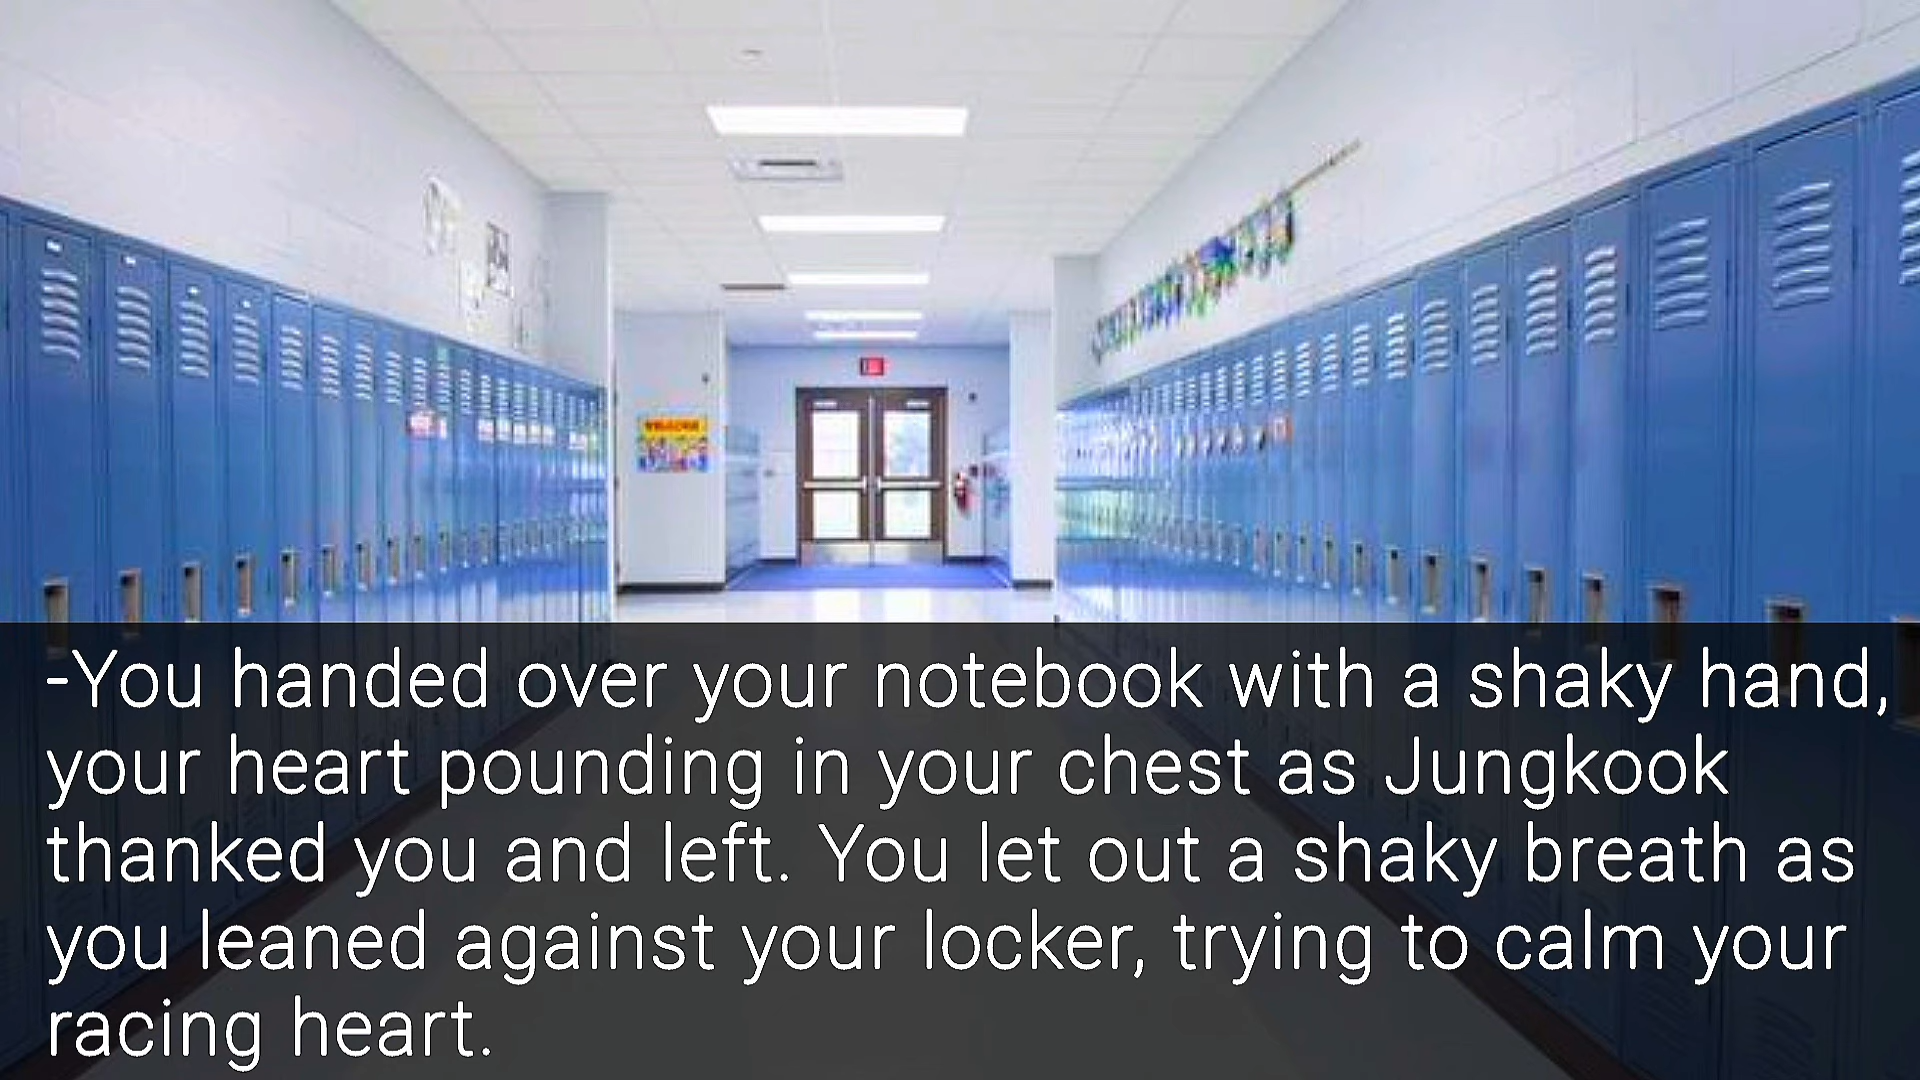 -You handed over your notebook with a shaky hand,
your heart pounding in your chest as Jungkook
thanked you and left. You let out a shaky breath as
you leaned against your locker, trying to calm your
racing heart.